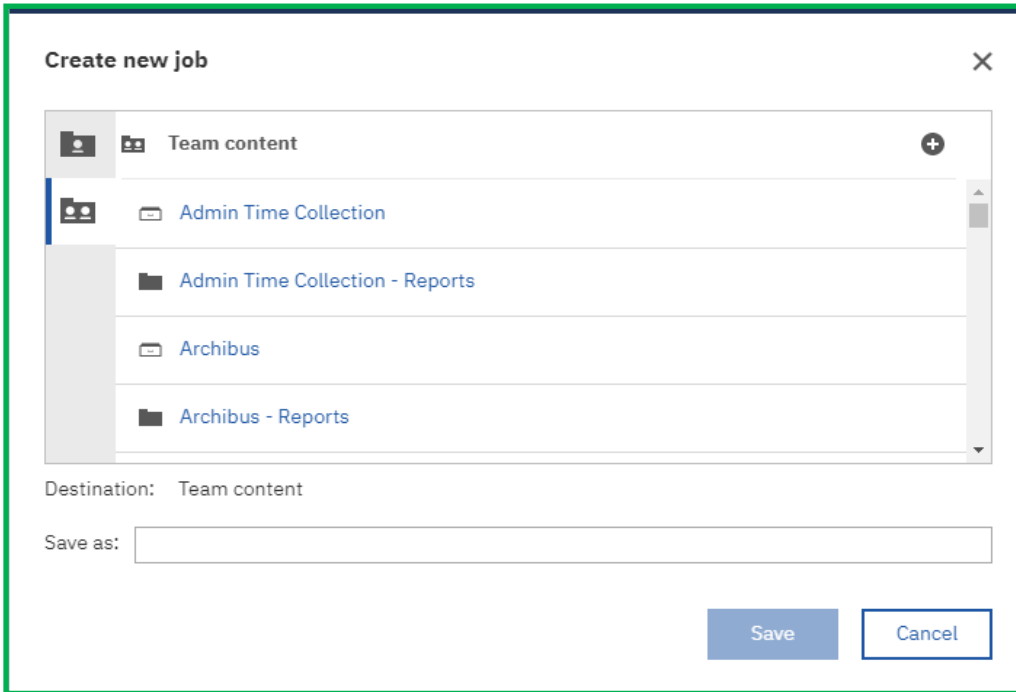 Create new job
Team content
Admin Time Collection
Admin Time Collection - Reports
Archibus
Archibus - Reports
Destination: Team content
Save as:
Save Cancel